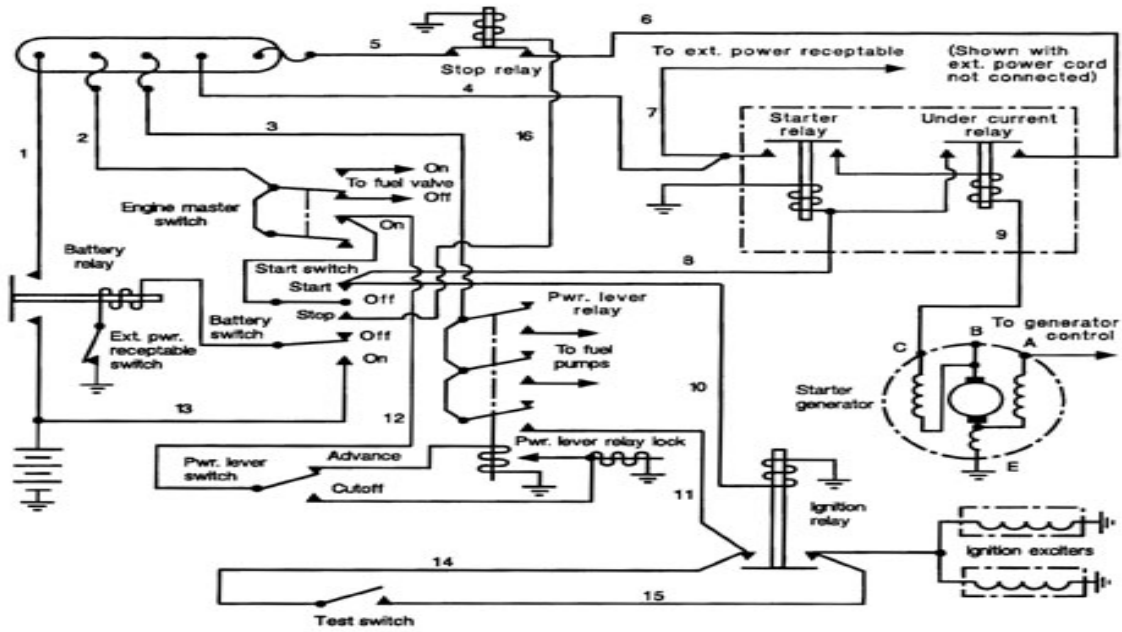 6
To ext. power receptable
(Shown with
ext. power cord
not connected)
5
Stop relay
4
7
Starter
relay
Under current
relay
3
16
2
1
On
To fuel valve
Off
Engine master
switch
On
9
Battery
relay
8
Start switch
Start
Off
Stop
Pwr. lever
relay
Battery
switch
Off
On
Ext. pwr.
receptable
switch
To fuel
pumps
To generator
control
B
C
A
10
Starter
generator
13
12
E
Pwr. lever relay lock
Advance
Pwr. lever
switch
Cutoff
11
Ignition
relay
Ignition exciters
14
15
Test switch